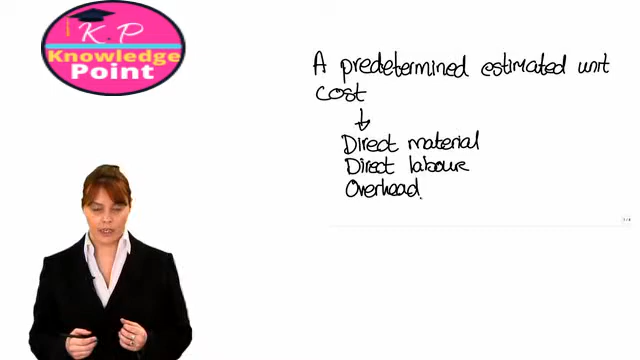 K.P
Knowledge
Point
A predetermined estimated unit
cost
Direct material
Direct labour
Overhead.